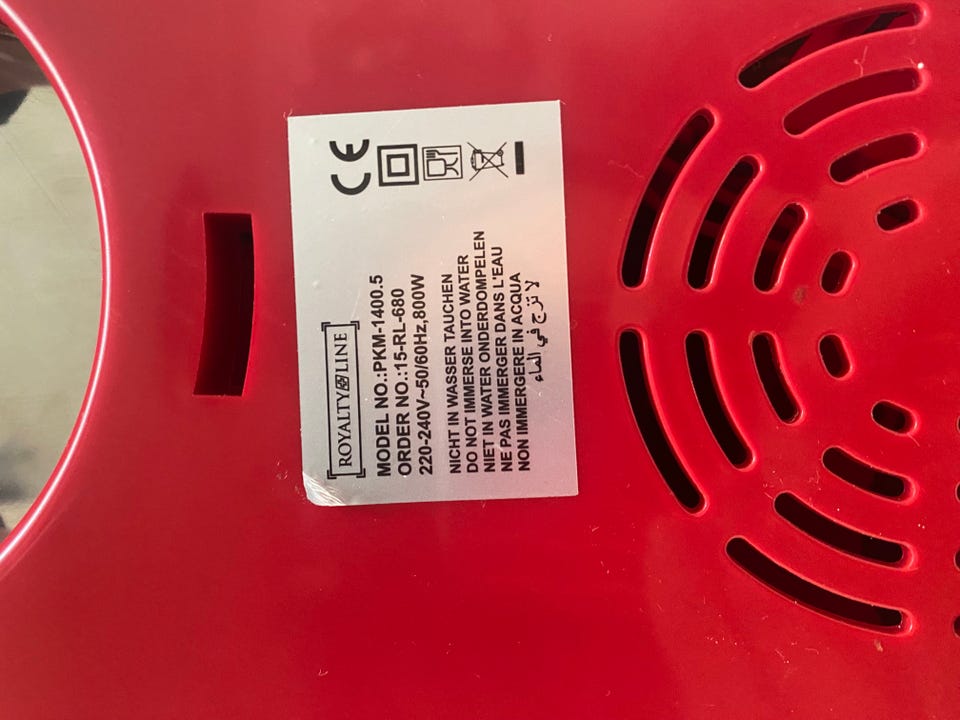 ROYALTY LINE
MODEL NO.:PKM-1400.5
ORDER NO.:15-RL-680
220-240V~50/60Hz,800W
NICHT IN WASSER TAUCHEN
DO NOT IMMERSE INTO WATER
NIET IN WATER ONDERDOMPELEN
NE PAS IMMERGER DANS L'EAU
NON IMMERGERE IN ACQUA
لا تزج في الماء
CE